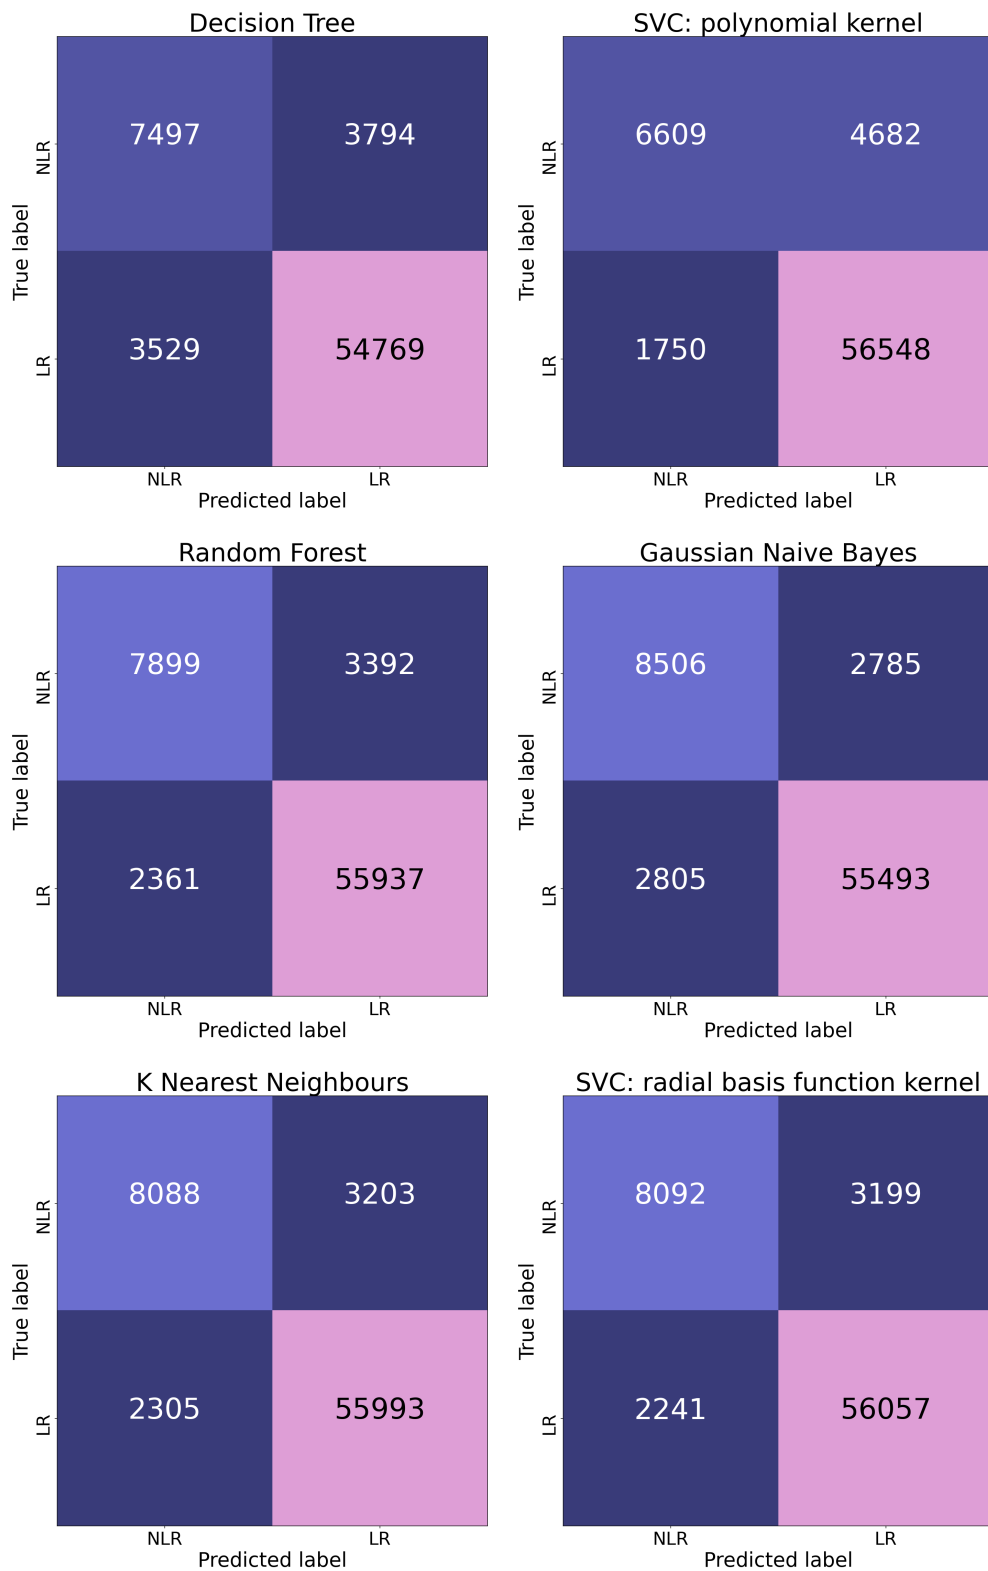 Decision Tree
True label
NLR
7497
3794
LR
3529
54769
NLR
LR
Predicted label
SVC: polynomial kernel
True label
NLR
6609
4682
LR
1750
56548
NLR
LR
Predicted label
Random Forest
True label
NLR
7899
3392
LR
2361
55937
NLR
LR
Predicted label
Gaussian Naive Bayes
True label
NLR
8506
2785
LR
2805
55493
NLR
LR
Predicted label
K Nearest Neighbours
True label
NLR
8088
3203
LR
2305
55993
NLR
LR
Predicted label
SVC: radial basis function kernel
True label
NLR
8092
3199
LR
2241
56057
NLR
LR
Predicted label